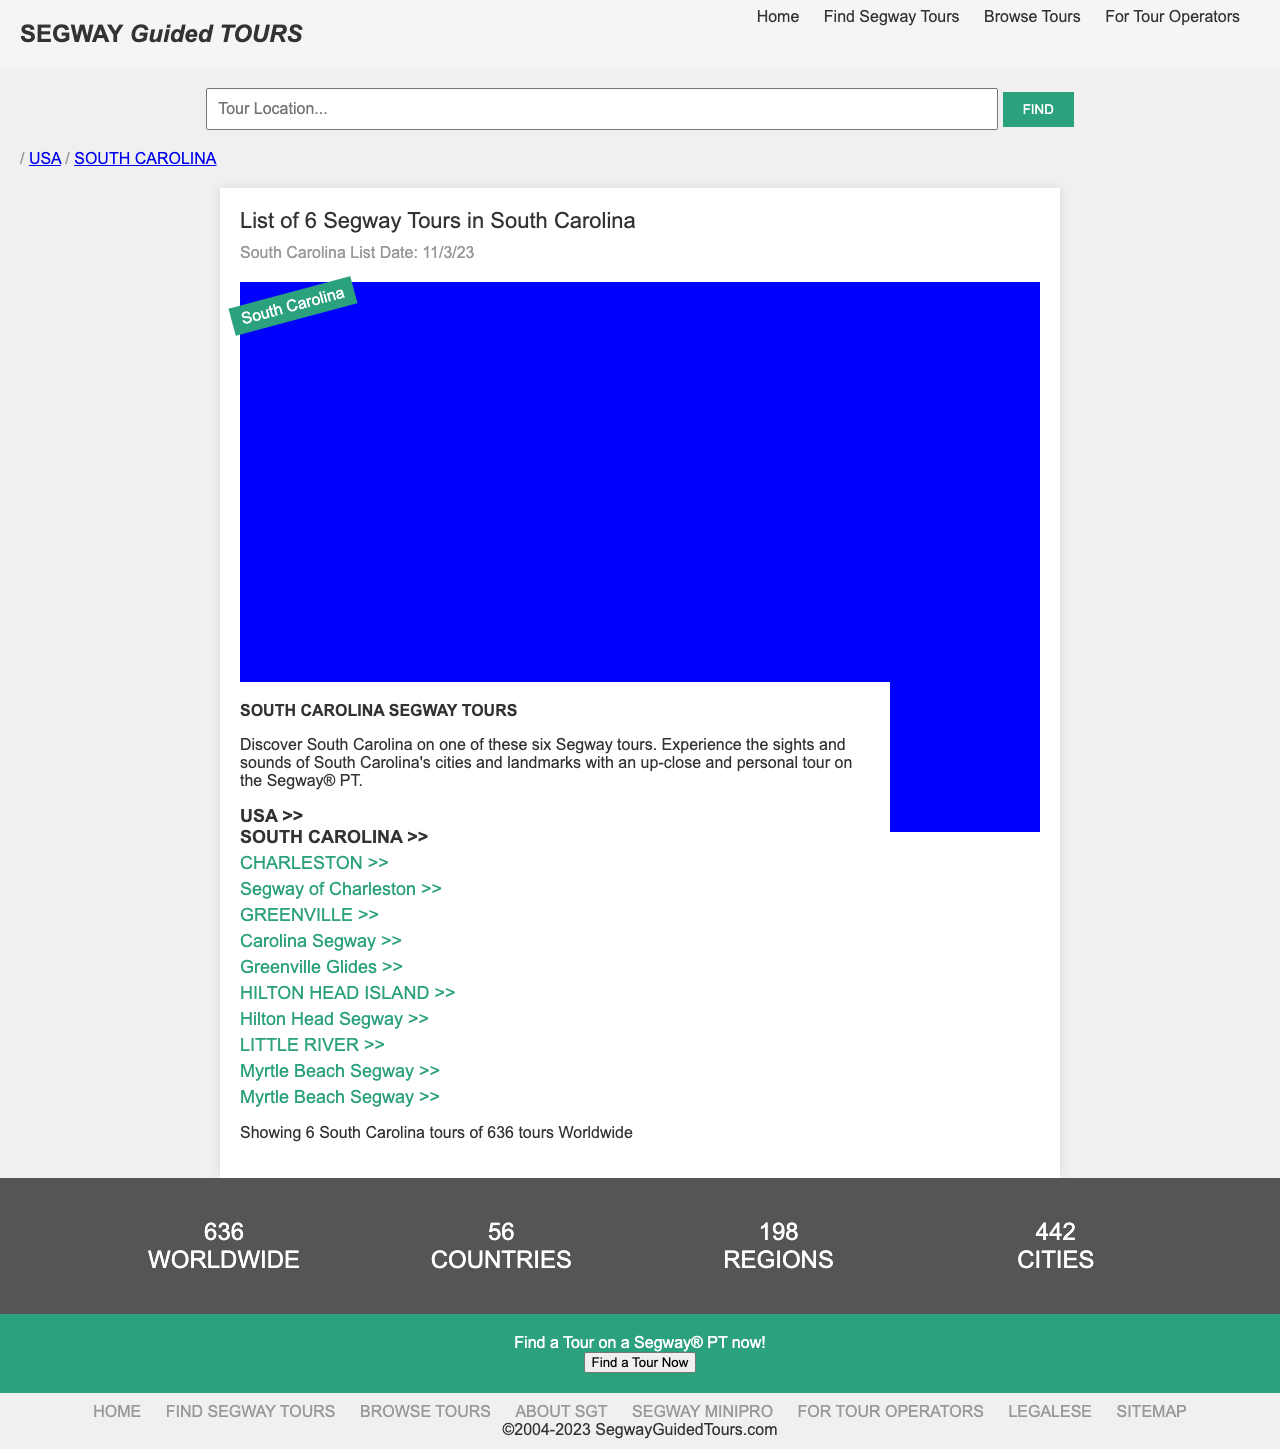 SEGWAY Guided TOURS
Home Find Segway Tours Browse Tours For Tour Operators
Tour Location...
FIND
/ USA / SOUTH CAROLINA
List of 6 Segway Tours in South Carolina
South Carolina List Date: 11/3/23
South Carolina
SOUTH CAROLINA SEGWAY TOURS
Discover South Carolina on one of these six Segway tours. Experience the sights and
sounds of South Carolina's cities and landmarks with an up-close and personal tour on
the Segway® PT.
USA >>
SOUTH CAROLINA >>
CHARLESTON >>
Segway of Charleston >>
GREENVILLE >>
Carolina Segway >>
Greenville Glides >>
HILTON HEAD ISLAND >>
Hilton Head Segway >>
LITTLE RIVER >>
Myrtle Beach Segway >>
Myrtle Beach Segway >>
Showing 6 South Carolina tours of 636 tours Worldwide
636
WORLDWIDE
56
COUNTRIES
198
REGIONS
442
CITIES
Find a Tour on a Segway® PT now!
Find a Tour Now
HOME FIND SEGWAY TOURS BROWSE TOURS ABOUT SGT SEGWAY MINIPRO FOR TOUR OPERATORS LEGALESE SITEMAP
©2004-2023 SegwayGuidedTours.com